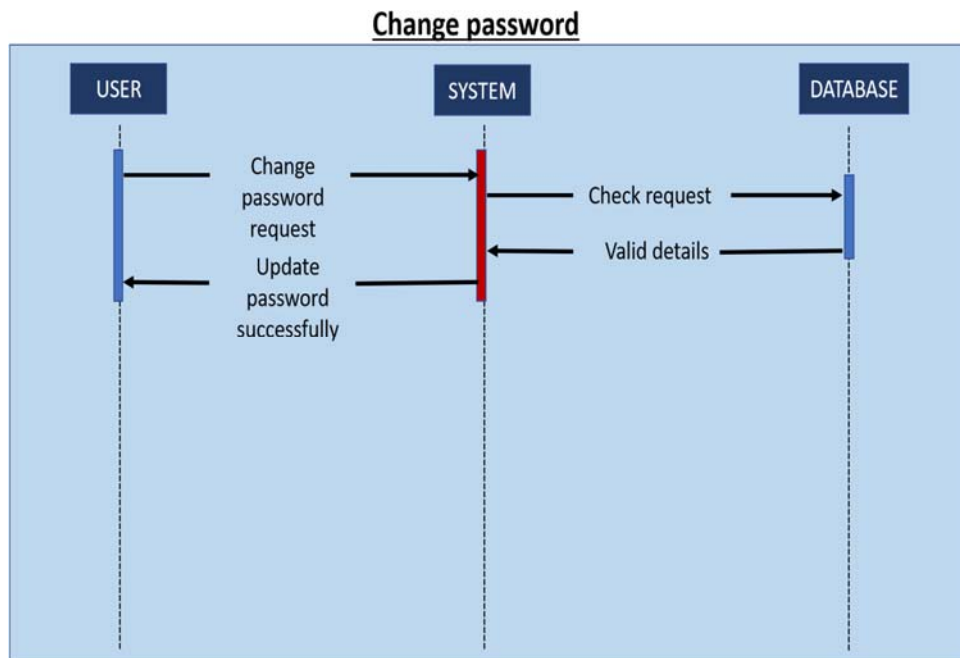 Change password
USER
SYSTEM
DATABASE
Change
password
request
Check request
Valid details
Update
password
successfully